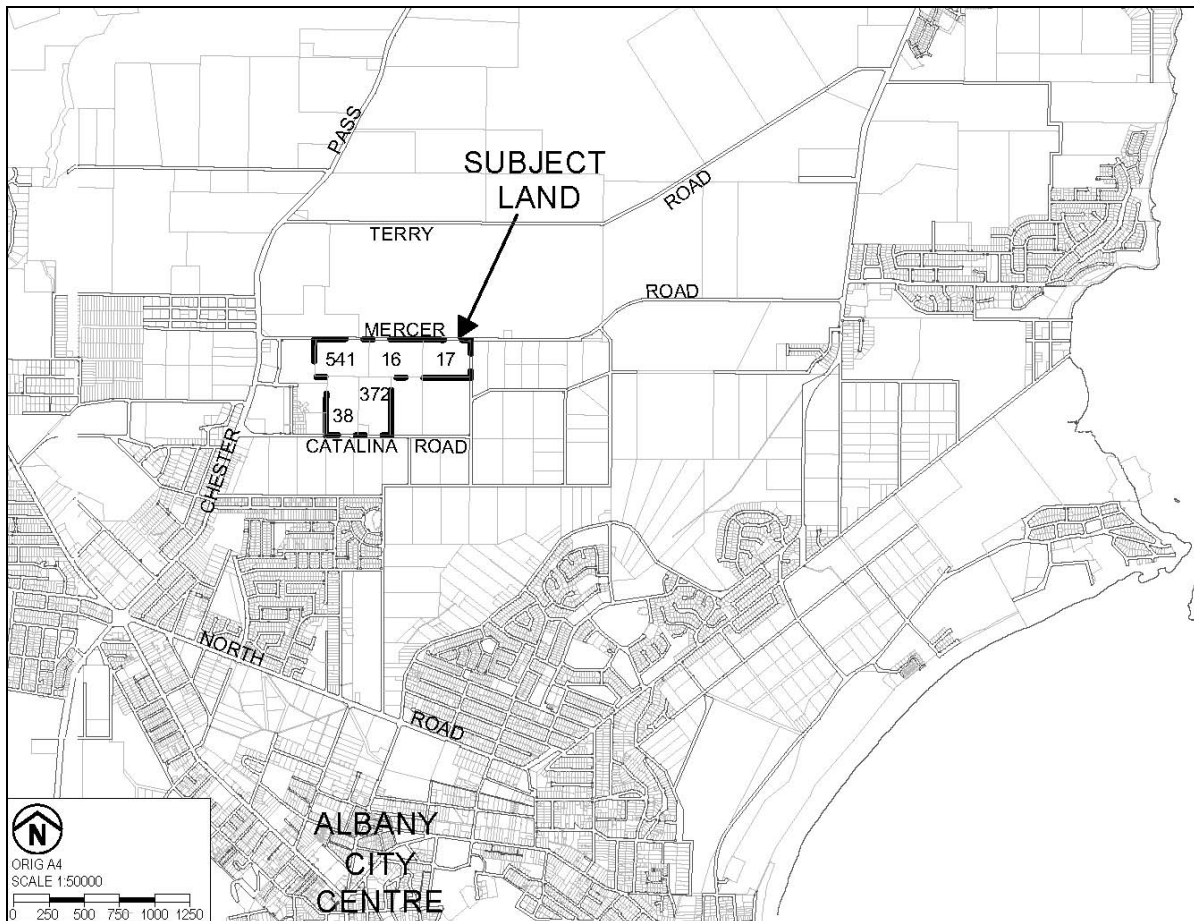 PASS
SUBJECT
LAND
ROAD
TERRY
ROAD
MERCER
541 16 17
372
38
CATALINA ROAD
CHESTER
NORTH
ROAD
ALBANY
CITY
CENTRE
N
ORIG A4
SCALE 1:50000
0 250 500 750 1000 1250